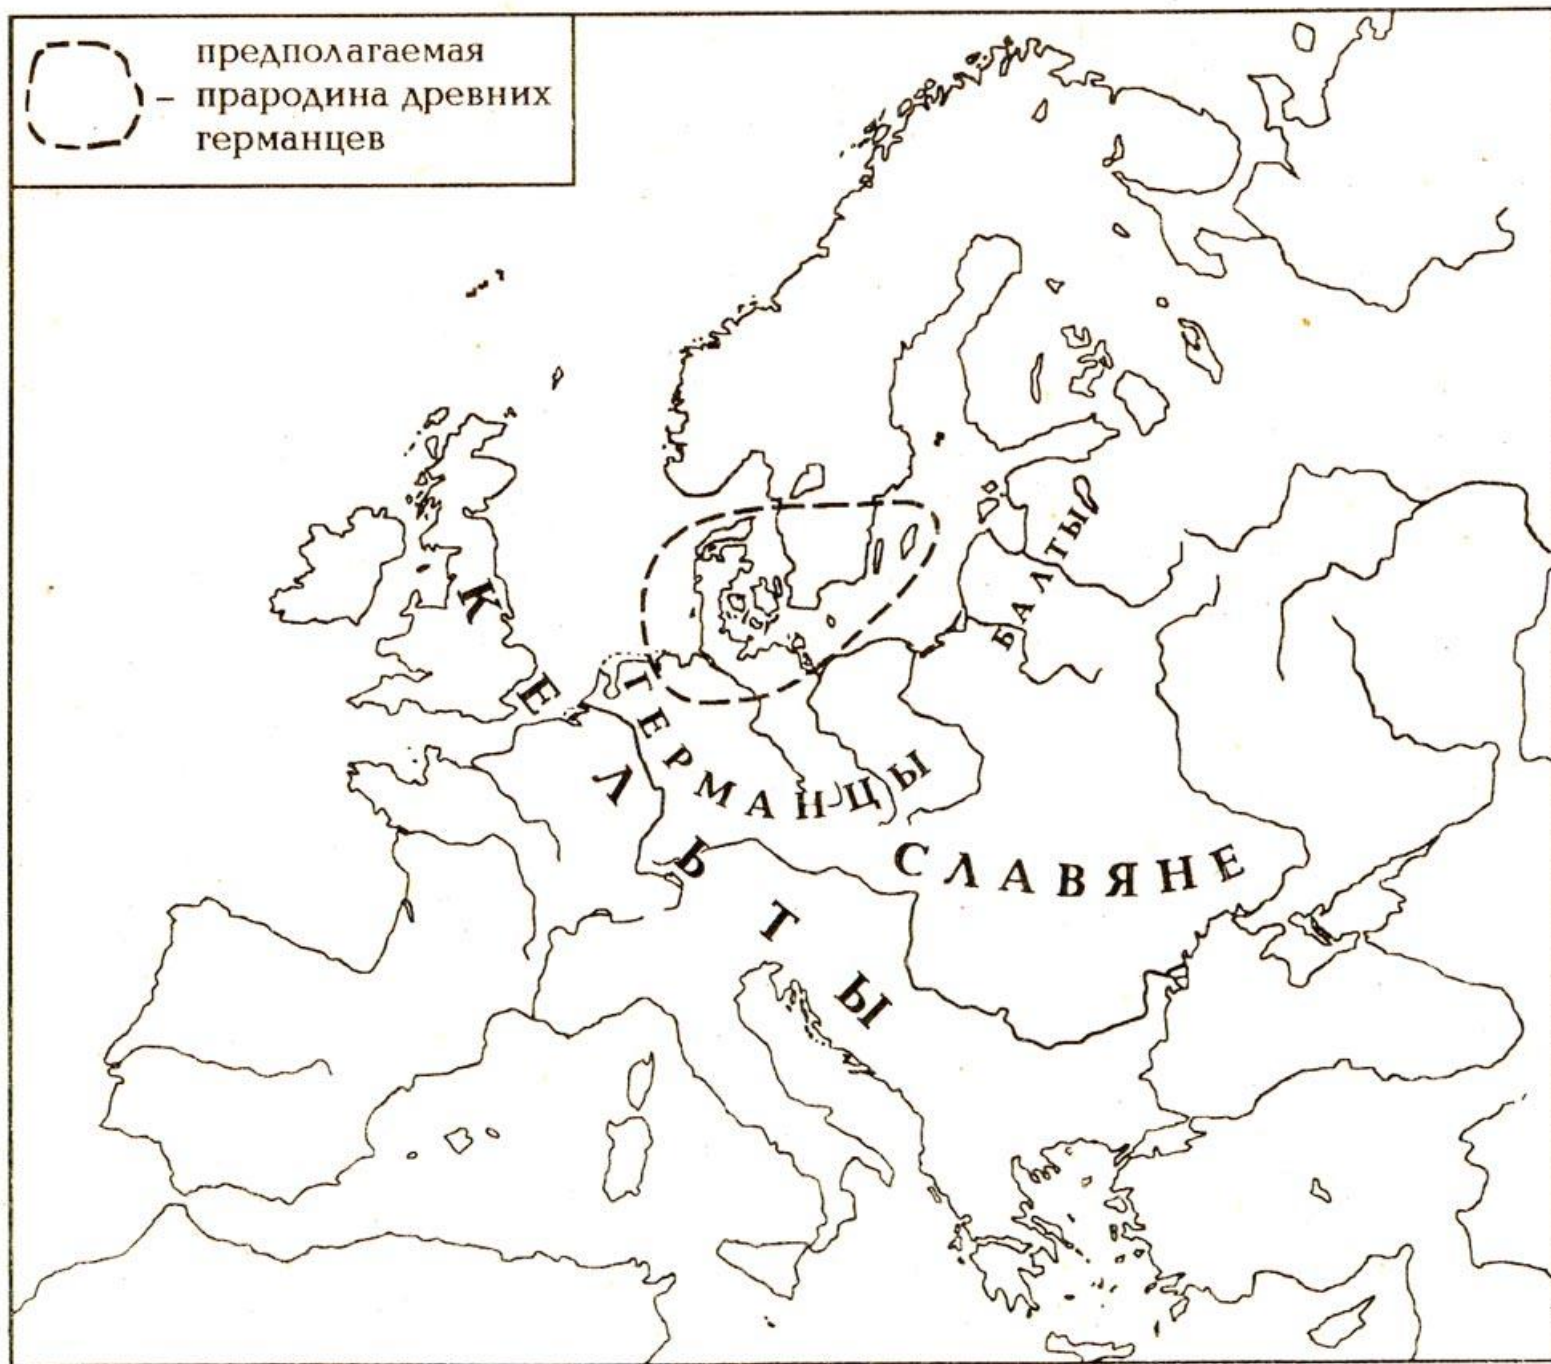 предполагаемая
– прародина древних
германцев
КЕЛЬТЫ
ГЕРМАНЦЫ
БАЛТЫ
СЛАВЯНЕ